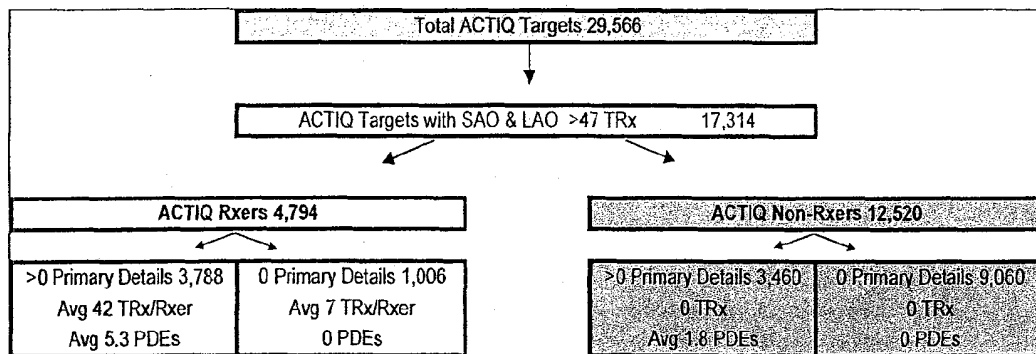 Total ACTIQ Targets 29,566
ACTIQ Targets with SAO & LAO >47 TRx 17,314
ACTIQ Rxers 4,794
ACTIQ Non-Rxers 12,520
>0 Primary Details 3,788
Avg 42 TRx/Rxer
Avg 5.3 PDEs
0 Primary Details 1,006
Avg 7 TRx/Rxer
0 PDEs
>0 Primary Details 3,460
0 TRx
Avg 1.8 PDEs
0 Primary Details 9,060
0 TRx
0 PDEs